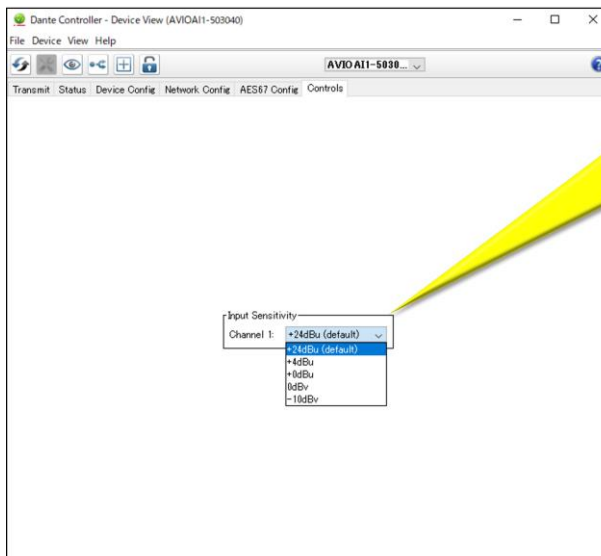 Dante Controller - Device View (AVIOAI1-503040)
File Device View Help
AVIOAI1-5030...
Transmit Status Device Config Network Config AES67 Config Controls
Input Sensitivity
Channel 1: +24dBu (default)
+24dBu (default)
+4dBu
+0dBu
0dBv
-10dBv